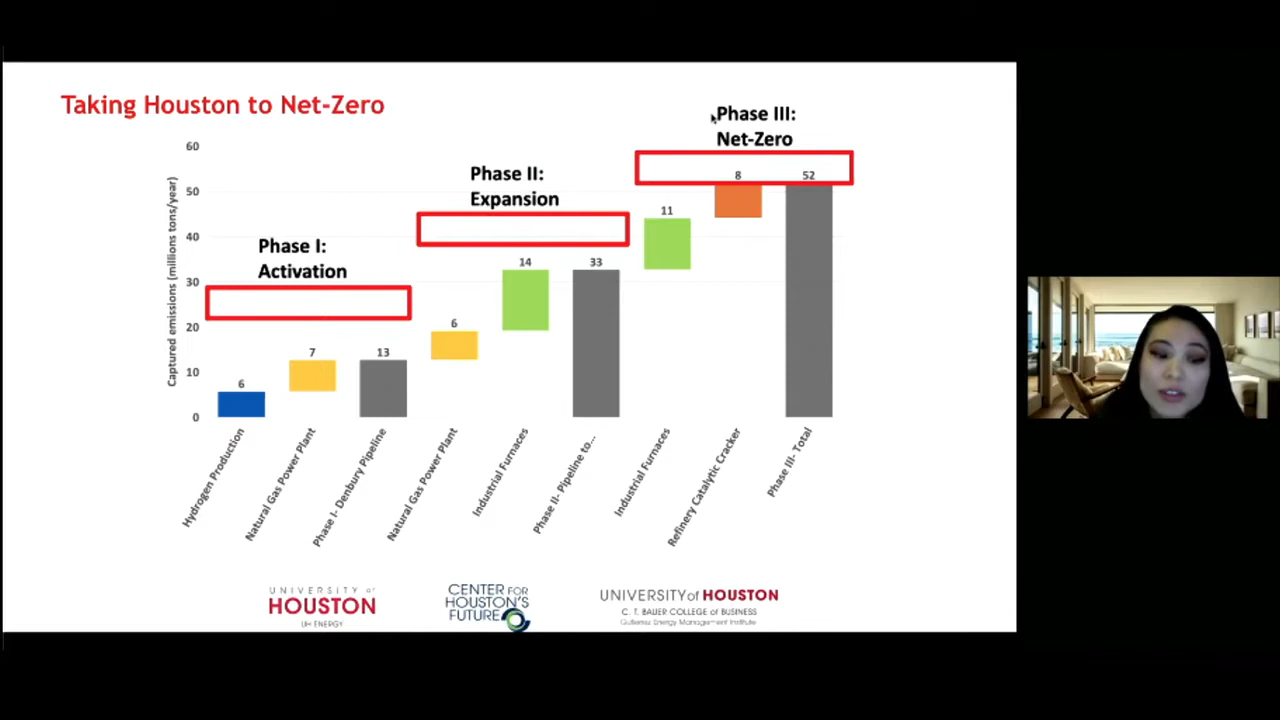 Taking Houston to Net-Zero
Phase III:
Net-Zero
Phase II:
Expansion
Phase I:
Activation
Captured emissions (millions tons/year)
60
50
40
30
20
10
0
6
7
13
6
14
33
11
8
52
Hydrogen Production
Natural Gas Power Plant
Phase I- Denbury Pipeline
Natural Gas Power Plant
Industrial Furnaces
Phase II- Pipeline to...
Industrial Furnaces
Refinery Catalytic Cracker
Phase III- Total
UNIVERSITY of
HOUSTON
UH ENERGY
CENTER FOR
HOUSTON'S
FUTURE
UNIVERSITY of HOUSTON
C. T. BAUER COLLEGE of BUSINESS
Gutierrez Energy Management Institute